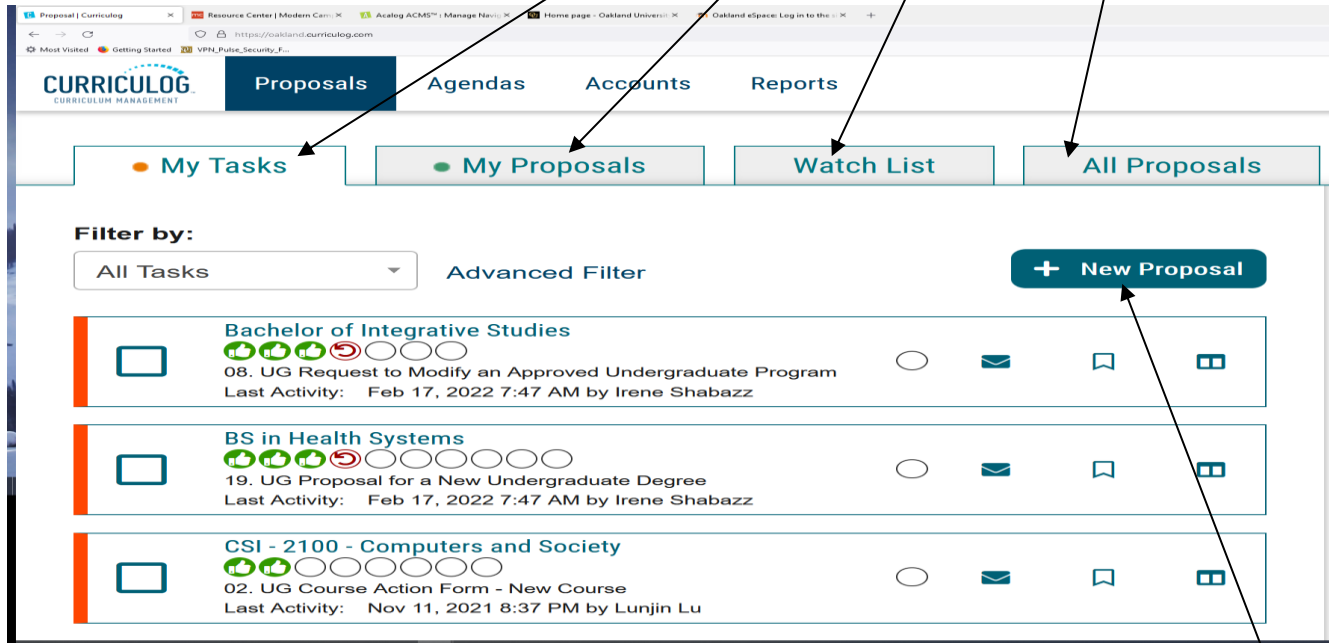 Proposal | Curriculog
Resource Center | Modern Cam
Acalog ACMS™ : Manage Navig
Home page - Oakland Universit
Oakland eSpace: Log in to the
https://oakland.curriculog.com
Most Visited Getting Started VPN_Pulse_Security_F...
CURRICULOG
CURRICULUM MANAGEMENT
Proposals Agendas Accounts Reports
My Tasks My Proposals Watch List All Proposals
Filter by:
All Tasks Advanced Filter + New Proposal
Bachelor of Integrative Studies
08. UG Request to Modify an Approved Undergraduate Program
Last Activity: Feb 17, 2022 7:47 AM by Irene Shabazz
BS in Health Systems
19. UG Proposal for a New Undergraduate Degree
Last Activity: Feb 17, 2022 7:47 AM by Irene Shabazz
CSI - 2100 - Computers and Society
02. UG Course Action Form - New Course
Last Activity: Nov 11, 2021 8:37 PM by Lunjin Lu